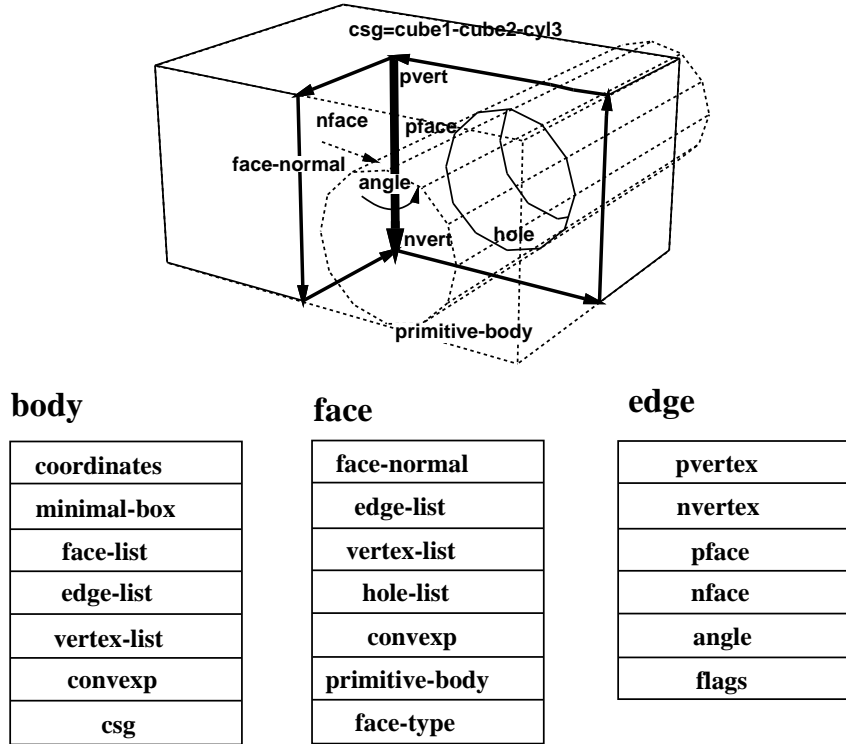 csg=cube1-cube2-cyl3
pvert
nface
pface
face-normal
angle
nvert
hole
primitive-body
body
coordinates
minimal-box
face-list
edge-list
vertex-list
convexp
csg
face
face-normal
edge-list
vertex-list
hole-list
convexp
primitive-body
face-type
edge
pvertex
nvertex
pface
nface
angle
flags